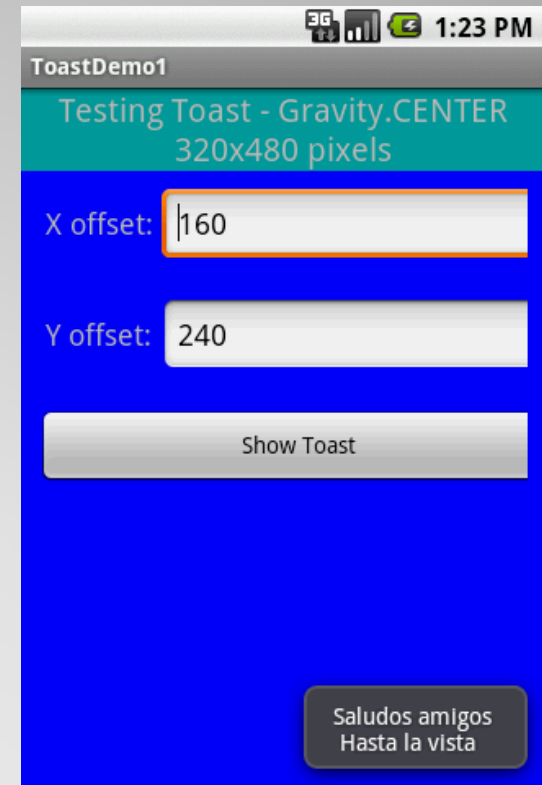 3G 1:23 PM
ToastDemo1
Testing Toast - Gravity.CENTER
320x480 pixels
X offset: 160
Y offset: 240
Show Toast
Saludos amigos
Hasta la vista